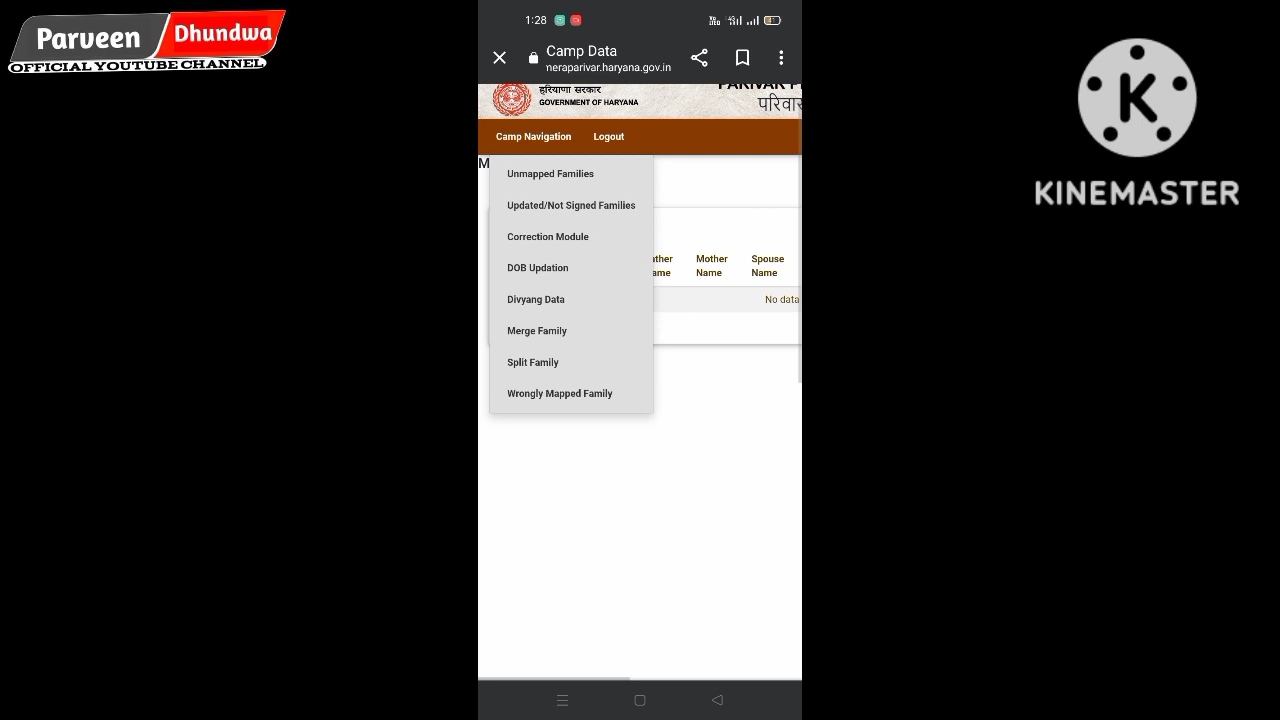 Parveen Dhundwa
OFFICIAL YOUTUBE CHANNEL
1:28
Camp Data
meraparivar.haryana.gov.in
हरियाणा सरकार
GOVERNMENT OF HARYANA
Camp Navigation Logout
Unmapped Families
Updated/Not Signed Families
Correction Module
DOB Updation
Divyang Data
Merge Family
Split Family
Wrongly Mapped Family
Mother Name
Spouse Name
No data
KINEMASTER